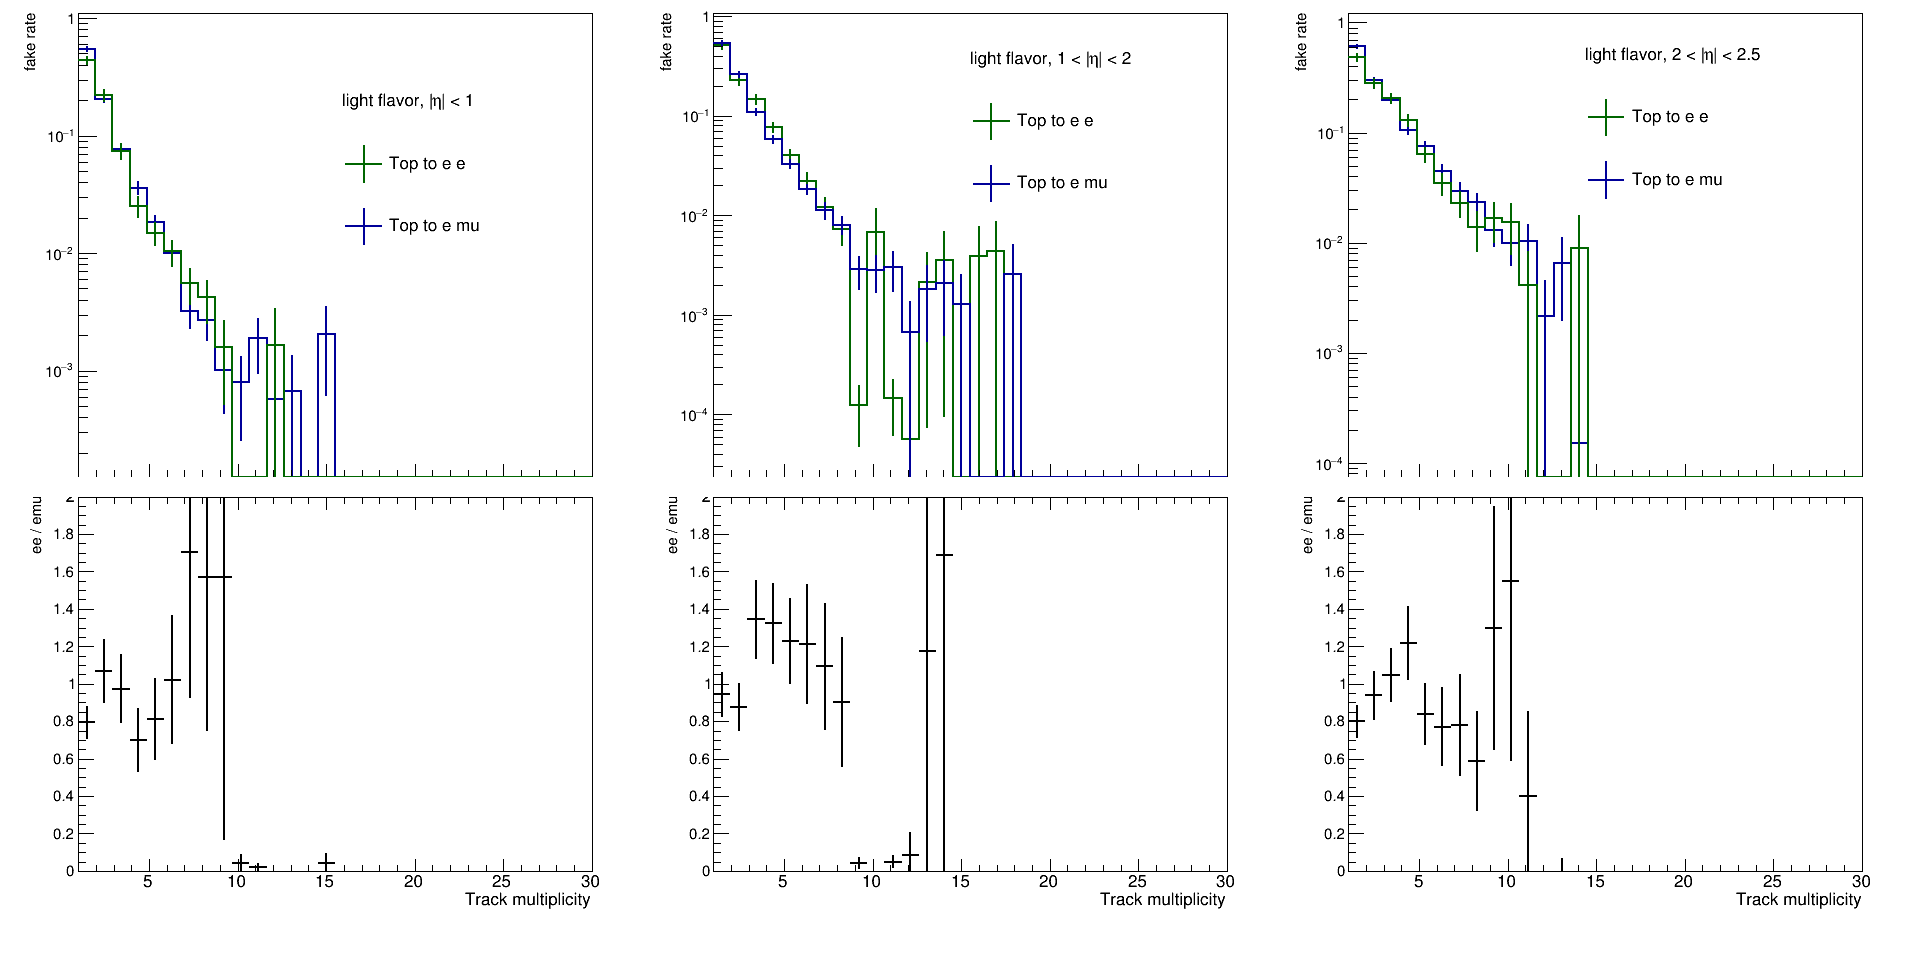 fake rate
1
10⁻¹
10⁻²
10⁻³
light flavor, |η| < 1
Top to e e
Top to e mu
ee / emu
2
1.8
1.6
1.4
1.2
1
0.8
0.6
0.4
0.2
0
5 10 15 20 25 30
Track multiplicity
fake rate
1
10⁻¹
10⁻²
10⁻³
10⁻⁴
light flavor, 1 < |η| < 2
Top to e e
Top to e mu
ee / emu
2
1.8
1.6
1.4
1.2
1
0.8
0.6
0.4
0.2
0
5 10 15 20 25 30
Track multiplicity
fake rate
1
10⁻¹
10⁻²
10⁻³
10⁻⁴
light flavor, 2 < |η| < 2.5
Top to e e
Top to e mu
ee / emu
2
1.8
1.6
1.4
1.2
1
0.8
0.6
0.4
0.2
0
5 10 15 20 25 30
Track multiplicity